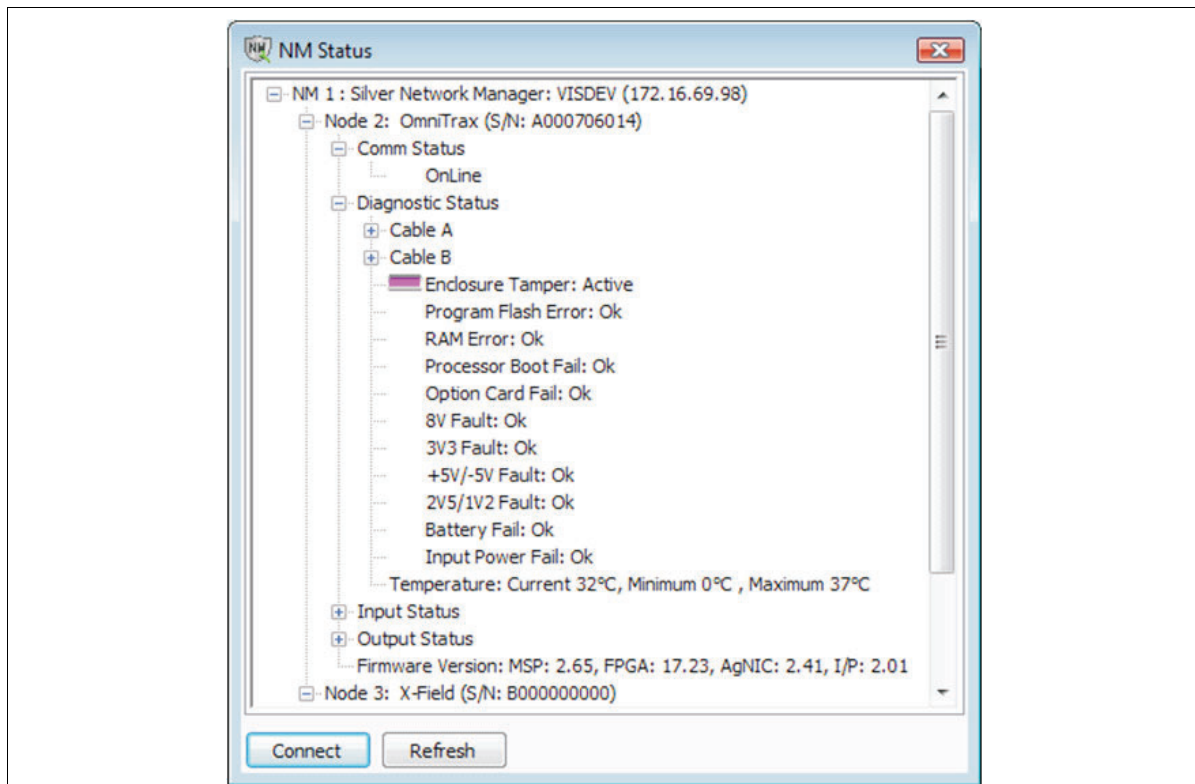 NM Status
NM 1 : Silver Network Manager: VISDEV (172.16.69.98)
Node 2: OmniTrax (S/N: A000706014)
Comm Status
OnLine
Diagnostic Status
Cable A
Cable B
Enclosure Tamper: Active
Program Flash Error: Ok
RAM Error: Ok
Processor Boot Fail: Ok
Option Card Fail: Ok
8V Fault: Ok
3V3 Fault: Ok
+5V/-5V Fault: Ok
2V5/1V2 Fault: Ok
Battery Fail: Ok
Input Power Fail: Ok
Temperature: Current 32°C, Minimum 0°C , Maximum 37°C
Input Status
Output Status
Firmware Version: MSP: 2.65, FPGA: 17.23, AgNIC: 2.41, I/P: 2.01
Node 3: X-Field (S/N: B000000000)
Connect Refresh